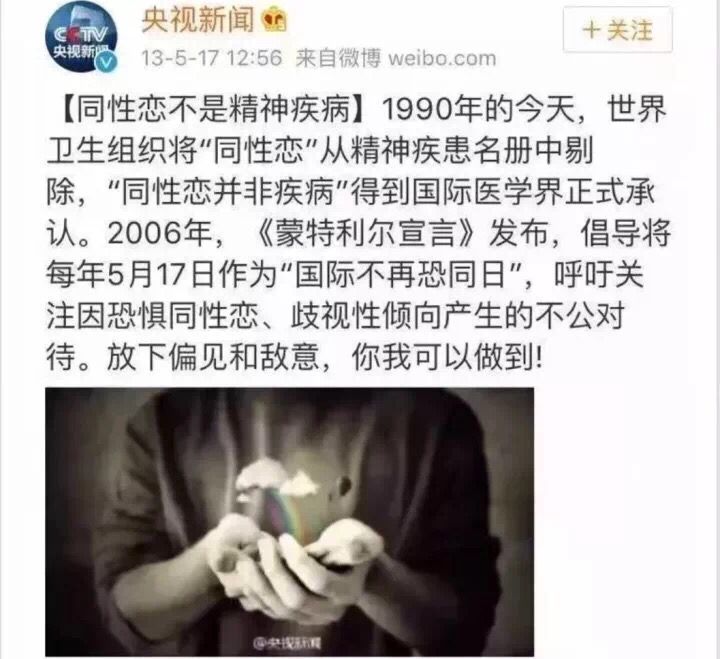 CCTV
央视新闻
央视新闻
+关注
13-5-17 12:56 来自微博 weibo.com
【同性恋不是精神疾病】1990年的今天，世界
卫生组织将“同性恋”从精神疾患名册中剔
除，“同性恋并非疾病”得到国际医学界正式承
认。2006年，《蒙特利尔宣言》发布，倡导将
每年5月17日作为“国际不再恐同日”，呼吁关
注因恐惧同性恋、歧视性倾向产生的不公对
待。放下偏见和敌意，你我可以做到!
@央视新闻